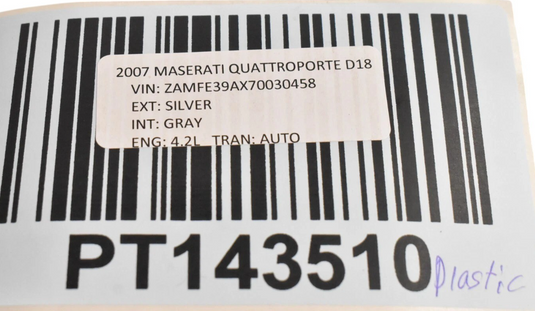 2007 MASERATI QUATTROPORTE D18
VIN: ZAMFE39AX70030458
EXT: SILVER
INT: GRAY
ENG: 4.2L TRAN: AUTO
PT143510 plastic